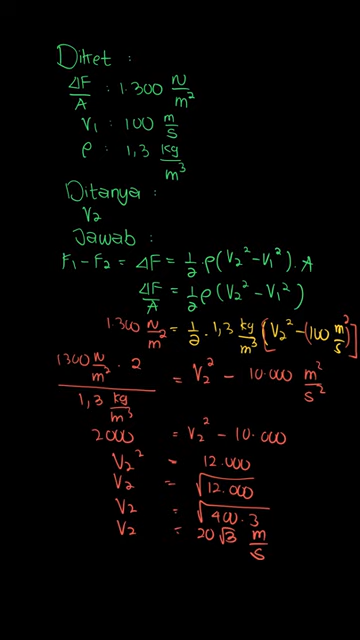 Diket :
ΔF/A : 1.300 N/m²
V₁ : 100 m/s
ρ : 1,3 kg/m³
Ditanya :
V₂
Jawab :
F₁ - F₂ = ΔF = 1/2 . ρ (V₂² - V₁²) . A
ΔF/A = 1/2 ρ (V₂² - V₁²)
1.300 N/m² = 1/2 . 1,3 kg/m³ [V₂² - (100 m/s)²]
(1300 N/m² . 2) / (1,3 kg/m³) = V₂² - 10.000 m²/s²
2000 = V₂² - 10.000
V₂² = 12.000
V₂ = √12.000
V₂ = √400.3
V₂ = 20√3 m/s